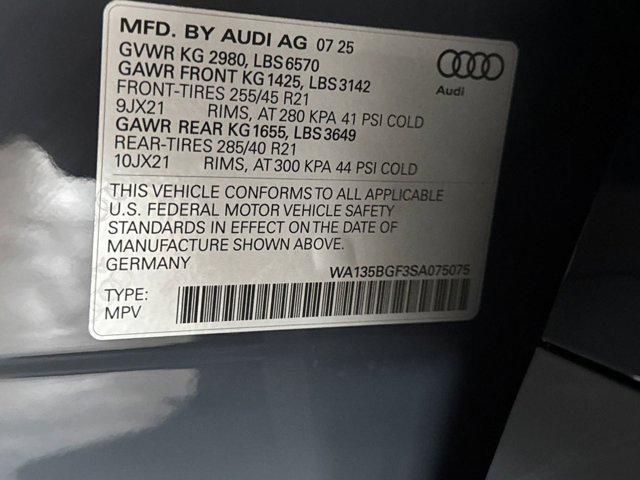 MFD. BY AUDI AG 07 25
GVWR KG 2980, LBS 6570
GAWR FRONT KG 1425, LBS 3142
FRONT-TIRES 255/45 R21
9JX21 RIMS, AT 280 KPA 41 PSI COLD
GAWR REAR KG1655, LBS 3649
REAR-TIRES 285/40 R21
10JX21 RIMS, AT 300 KPA 44 PSI COLD
Audi
THIS VEHICLE CONFORMS TO ALL APPLICABLE
U.S. FEDERAL MOTOR VEHICLE SAFETY
STANDARDS IN EFFECT ON THE DATE OF
MANUFACTURE SHOWN ABOVE.
GERMANY
WA135BGF3SA075075
TYPE:
MPV